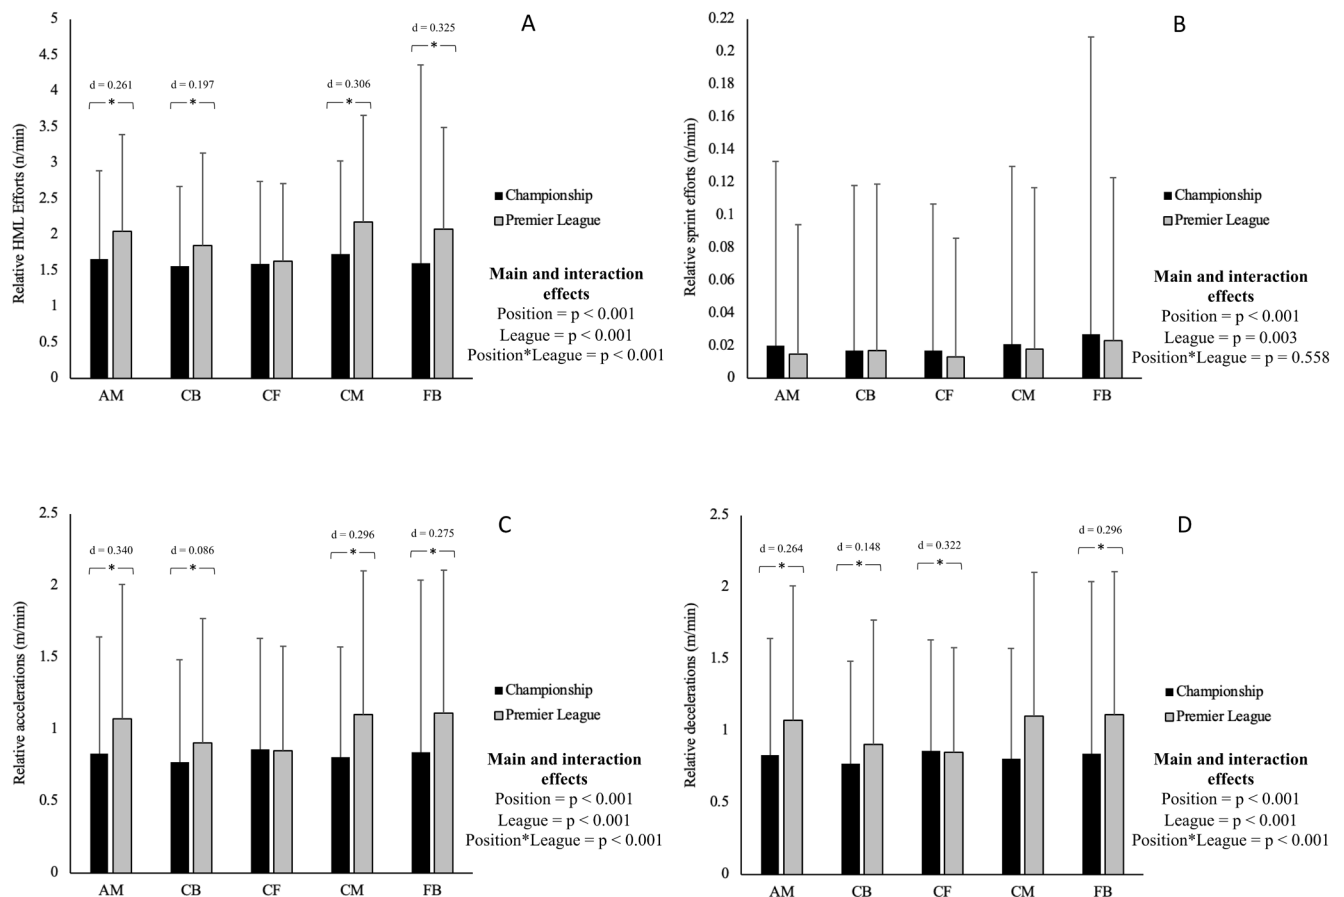 A
Relative HML Efforts (n/min)
5
4.5
4
3.5
3
2.5
2
1.5
1
0.5
0
d = 0.261
*
d = 0.197
*
d = 0.306
*
d = 0.325
*
AM CB CF CM FB
Championship
Premier League
Main and interaction
effects
Position = p < 0.001
League = p < 0.001
Position*League = p < 0.001
B
Relative sprint efforts (n/min)
0.22
0.2
0.18
0.16
0.14
0.12
0.1
0.08
0.06
0.04
0.02
0
AM CB CF CM FB
Championship
Premier League
Main and interaction
effects
Position = p < 0.001
League = p = 0.003
Position*League = p = 0.558
C
Relative accelerations (m/min)
2.5
2
1.5
1
0.5
0
d = 0.340
*
d = 0.086
*
d = 0.296
*
d = 0.275
*
AM CB CF CM FB
Championship
Premier League
Main and interaction
effects
Position = p < 0.001
League = p < 0.001
Position*League = p < 0.001
D
Relative decelerations (m/min)
2.5
2
1.5
1
0.5
0
d = 0.264
*
d = 0.148
*
d = 0.322
*
d = 0.296
*
AM CB CF CM FB
Championship
Premier League
Main and interaction
effects
Position = p < 0.001
League = p < 0.001
Position*League = p < 0.001